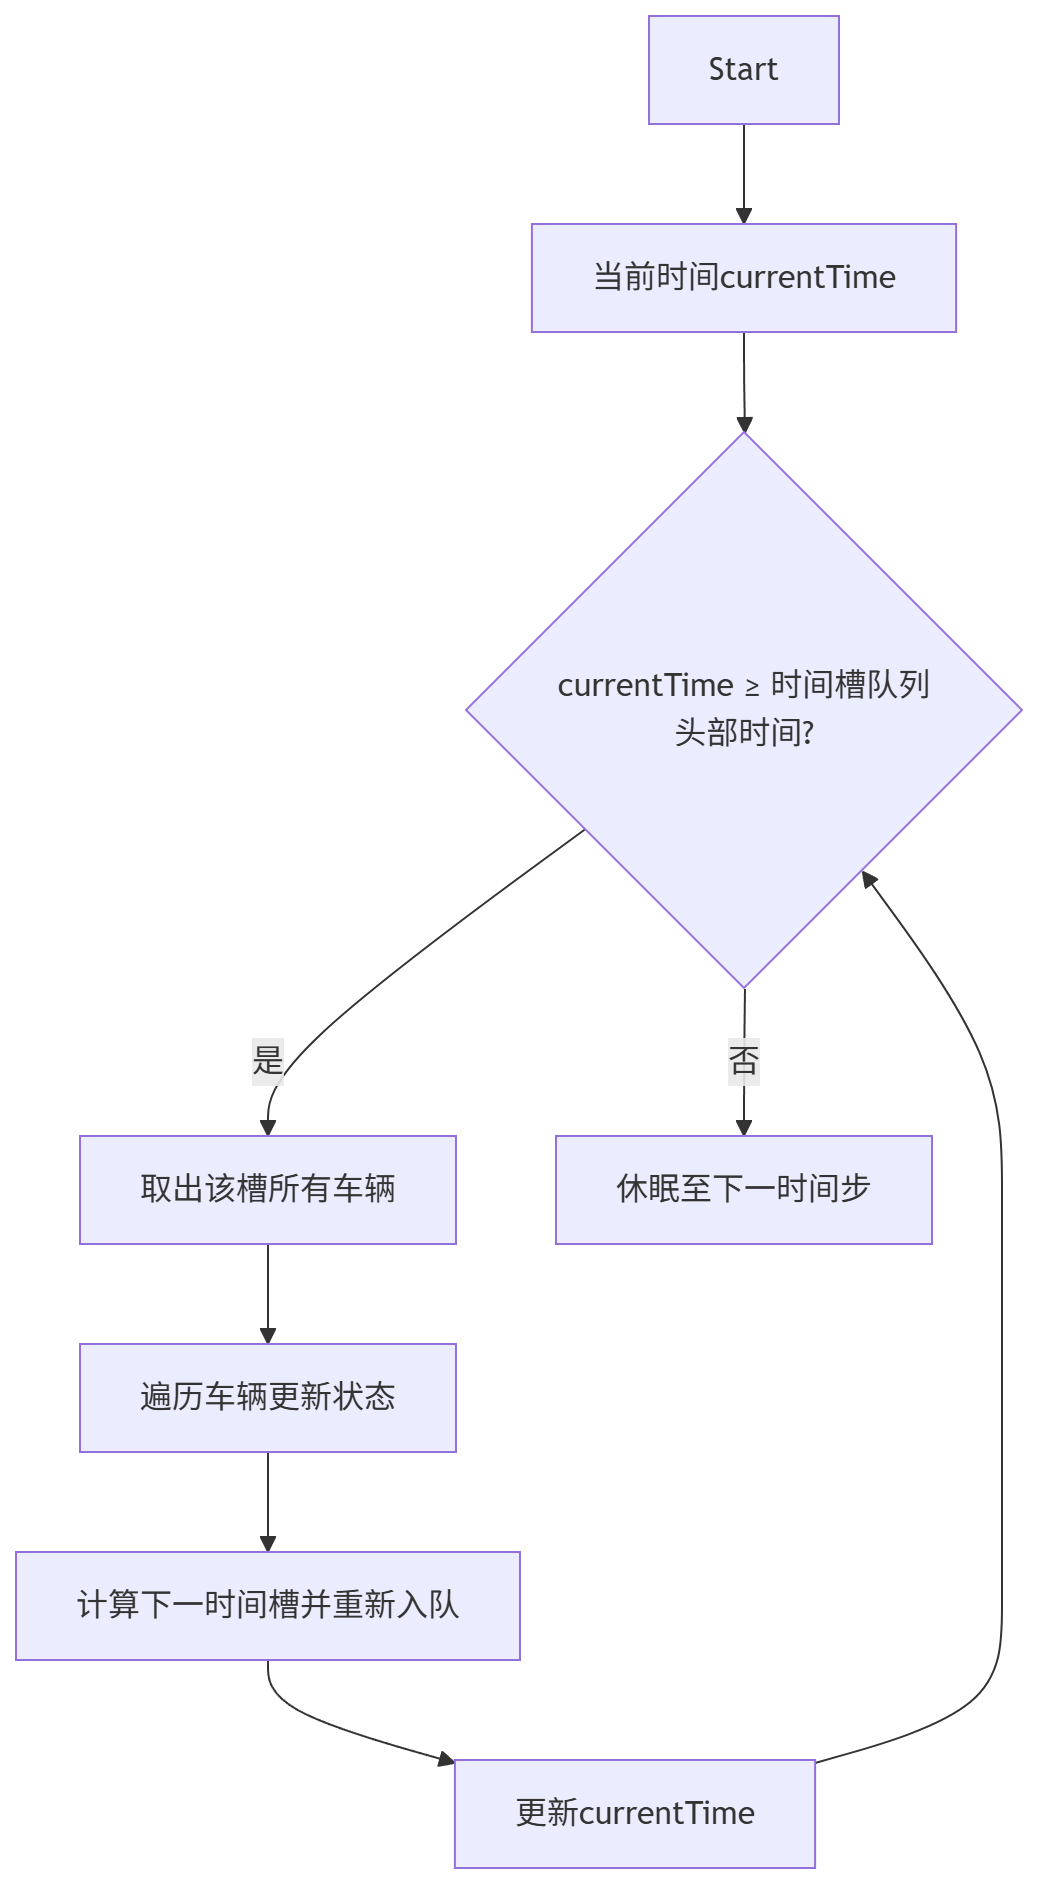 Start
当前时间currentTime
currentTime ≥ 时间槽队列
头部时间?
是
否
取出该槽所有车辆
休眠至下一时间步
遍历车辆更新状态
计算下一时间槽并重新入队
更新currentTime